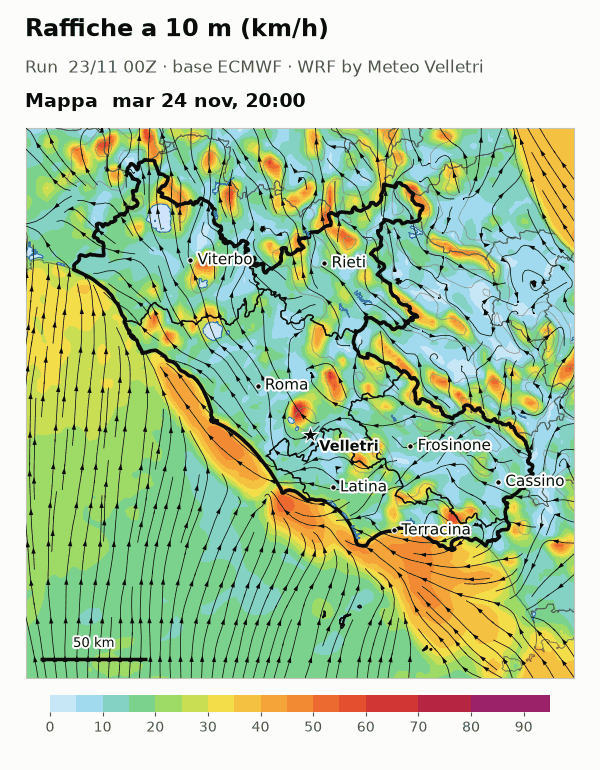 Raffiche a 10 m (km/h)
Run  23/11 00Z · base ECMWF · WRF by Meteo Velletri
Mappa  mar 24 nov, 20:00
Viterbo
Rieti
Roma
Velletri
Frosinone
Latina
Cassino
Terracina
50 km
0 10 20 30 40 50 60 70 80 90